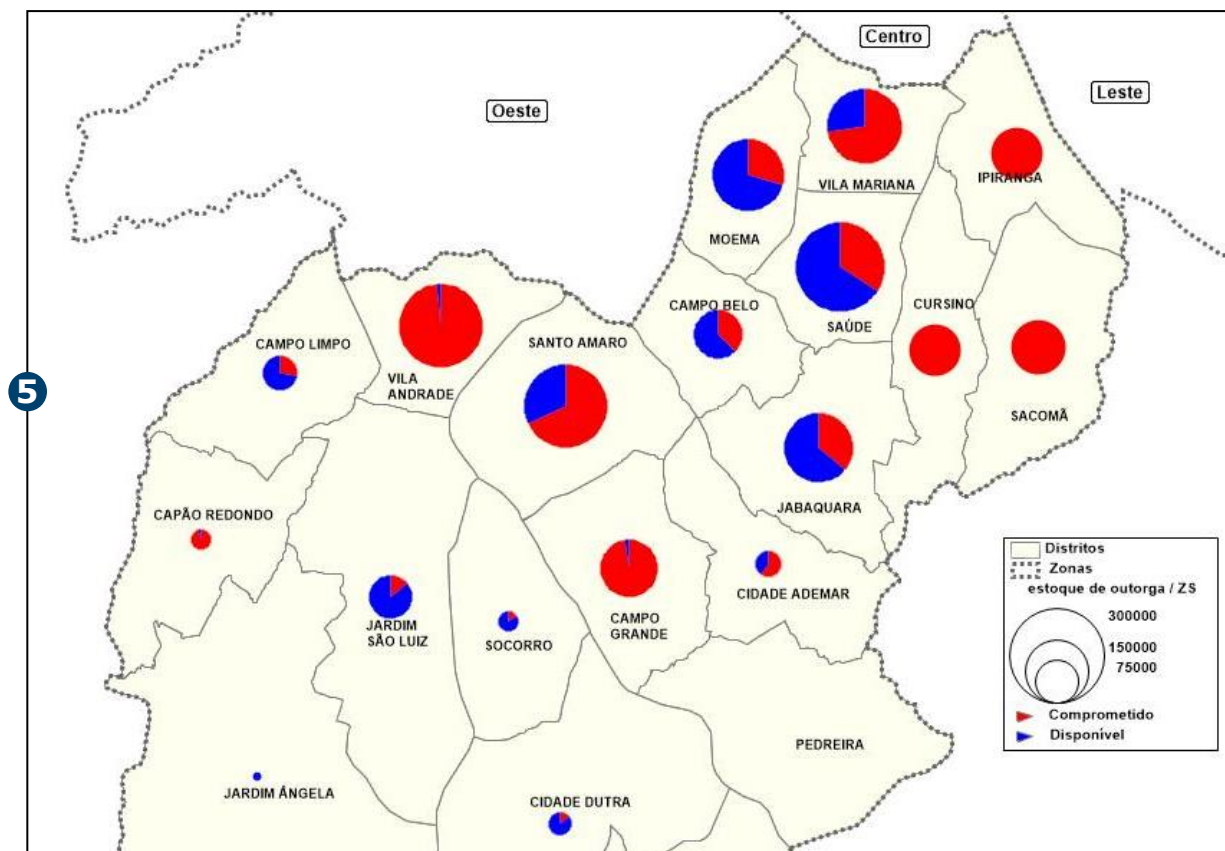 Centro
Leste
Oeste
VILA MARIANA
IPIRANGA
MOEMA
CAMPO BELO
CURSINO
SAÚDE
CAMPO LIMPO
SANTO AMARO
VILA
ANDRADE
5
SACOMÃ
JABAQUARA
CAPÃO REDONDO
CIDADE ADEMAR
JARDIM
SÃO LUIZ
SOCORRO
CAMPO
GRANDE
PEDREIRA
JARDIM ÂNGELA
CIDADE DUTRA
Distritos
Zonas
estoque de outorga / ZS
300000
150000
75000
Comprometido
Disponível